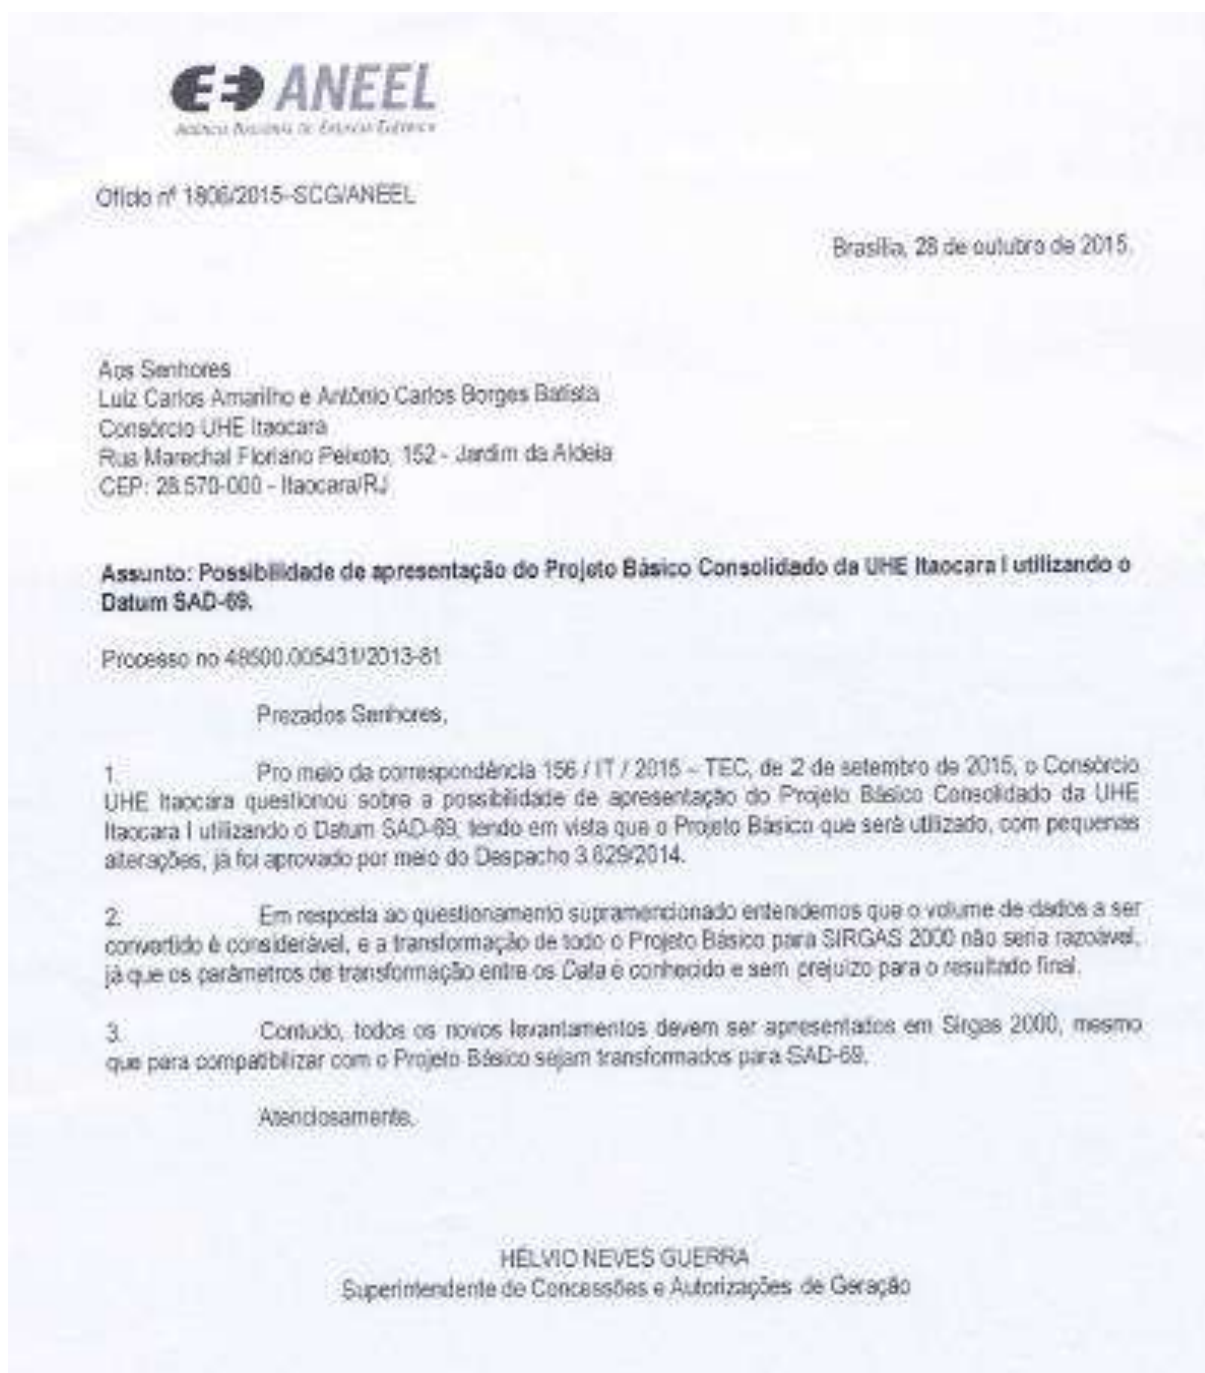 ANEEL
AGÊNCIA NACIONAL DE ENERGIA ELÉTRICA
Ofício nº 1806/2015-SCG/ANEEL
Brasília, 28 de outubro de 2015.
Aos Senhores
Luiz Carlos Amarilho e Antônio Carlos Borges Batista
Consórcio UHE Itaocara
Rua Marechal Floriano Peixoto, 152 - Jardim da Aldeia
CEP: 28.570-000 - Itaocara/RJ
Assunto: Possibilidade de apresentação do Projeto Básico Consolidado da UHE Itaocara I utilizando o
Datum SAD-69.
Processo no 48500.005431/2013-81
Prezados Senhores,
1. Pro meio da correspondência 156 / IT / 2015 – TEC, de 2 de setembro de 2015, o Consórcio
UHE Itaocara questionou sobre a possibilidade de apresentação do Projeto Básico Consolidado da UHE
Itaocara I utilizando o Datum SAD-69, tendo em vista que o Projeto Básico que será utilizado, com pequenas
alterações, já foi aprovado por meio do Despacho 3.629/2014.
2. Em resposta ao questionamento supramencionado entendemos que o volume de dados a ser
convertido é considerável, e a transformação de todo o Projeto Básico para SIRGAS 2000 não seria razoável,
já que os parâmetros de transformação entre os Data é conhecido e sem prejuízo para o resultado final.
3. Contudo, todos os novos levantamentos devem ser apresentados em Sirgas 2000, mesmo
que para compatibilizar com o Projeto Básico sejam transformados para SAD-69.
Atenciosamente,
HÉLVIO NEVES GUERRA
Superintendente de Concessões e Autorizações de Geração